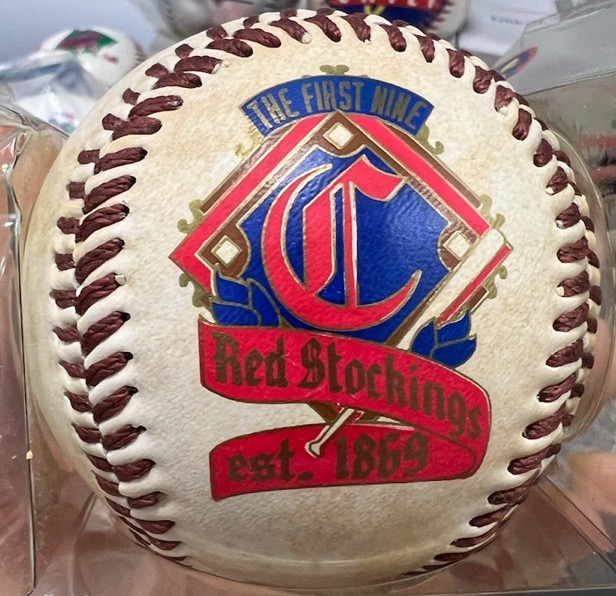 THE FIRST NINE
C
Red Stockings
est. 1869